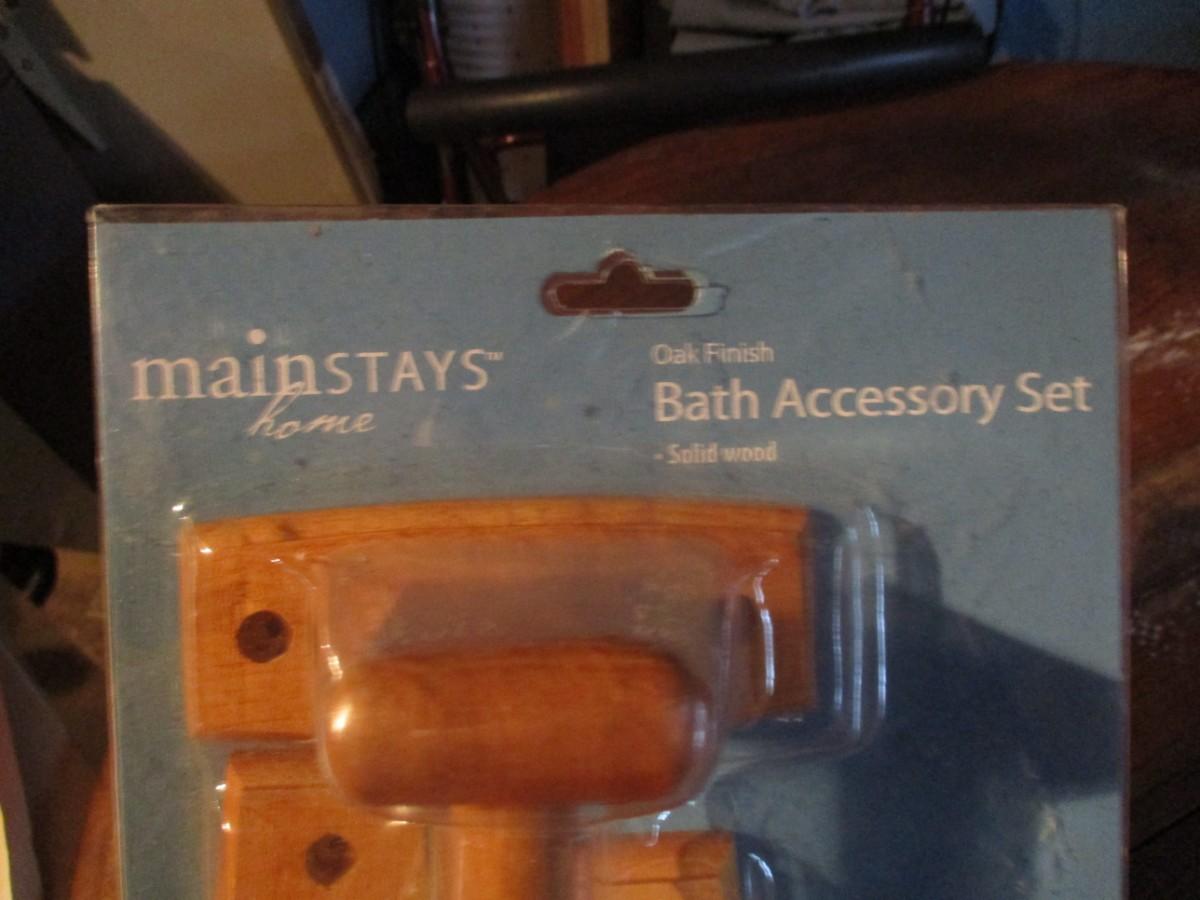 mainSTAYS™
home
Oak Finish
Bath Accessory Set
- Solid wood